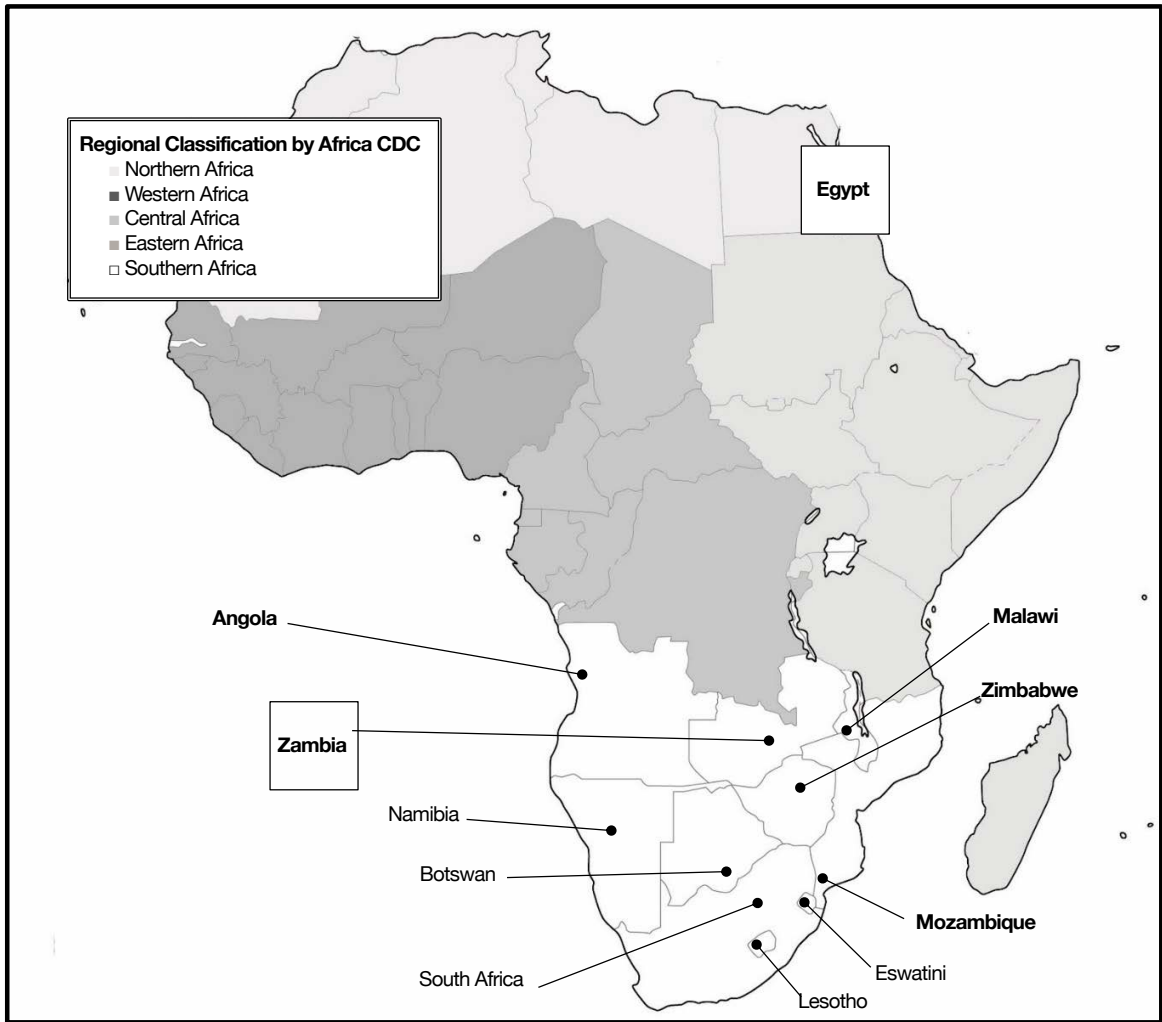 Regional Classification by Africa CDC
Northern Africa
Western Africa
Central Africa
Eastern Africa
Southern Africa
Egypt
Angola
Malawi
Zimbabwe
Zambia
Namibia
Botswan
Mozambique
South Africa
Eswatini
Lesotho